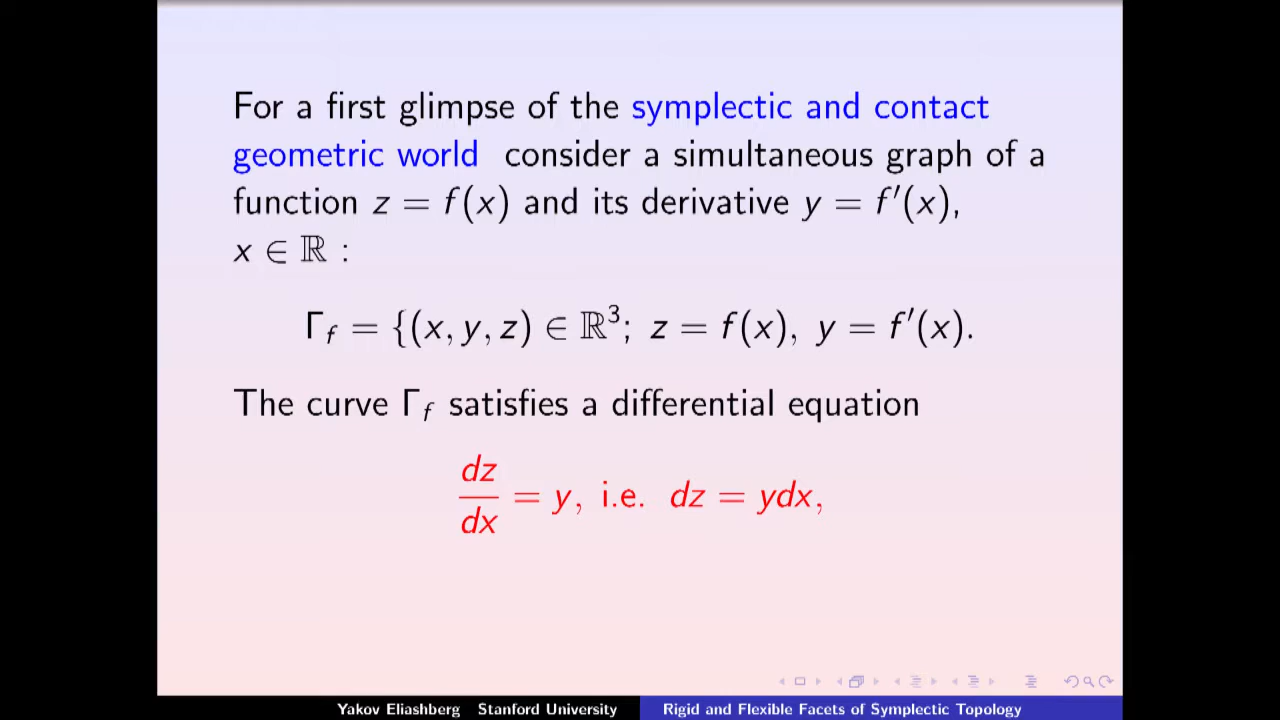 For a first glimpse of the symplectic and contact
geometric world consider a simultaneous graph of a
function z = f(x) and its derivative y = f′(x),
x ∈ ℝ :
Γ_f = {(x, y, z) ∈ ℝ³; z = f(x), y = f′(x).
The curve Γ_f satisfies a differential equation
dz/dx = y, i.e. dz = ydx,
Yakov Eliashberg Stanford University Rigid and Flexible Facets of Symplectic Topology